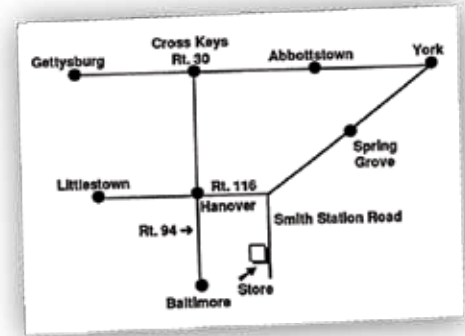 Cross Keys
Gettysburg
Rt. 30
Abbottstown
York
Spring
Grove
Littlestown
Rt. 116
Hanover
Smith Station Road
Rt. 94 →
Store
Baltimore